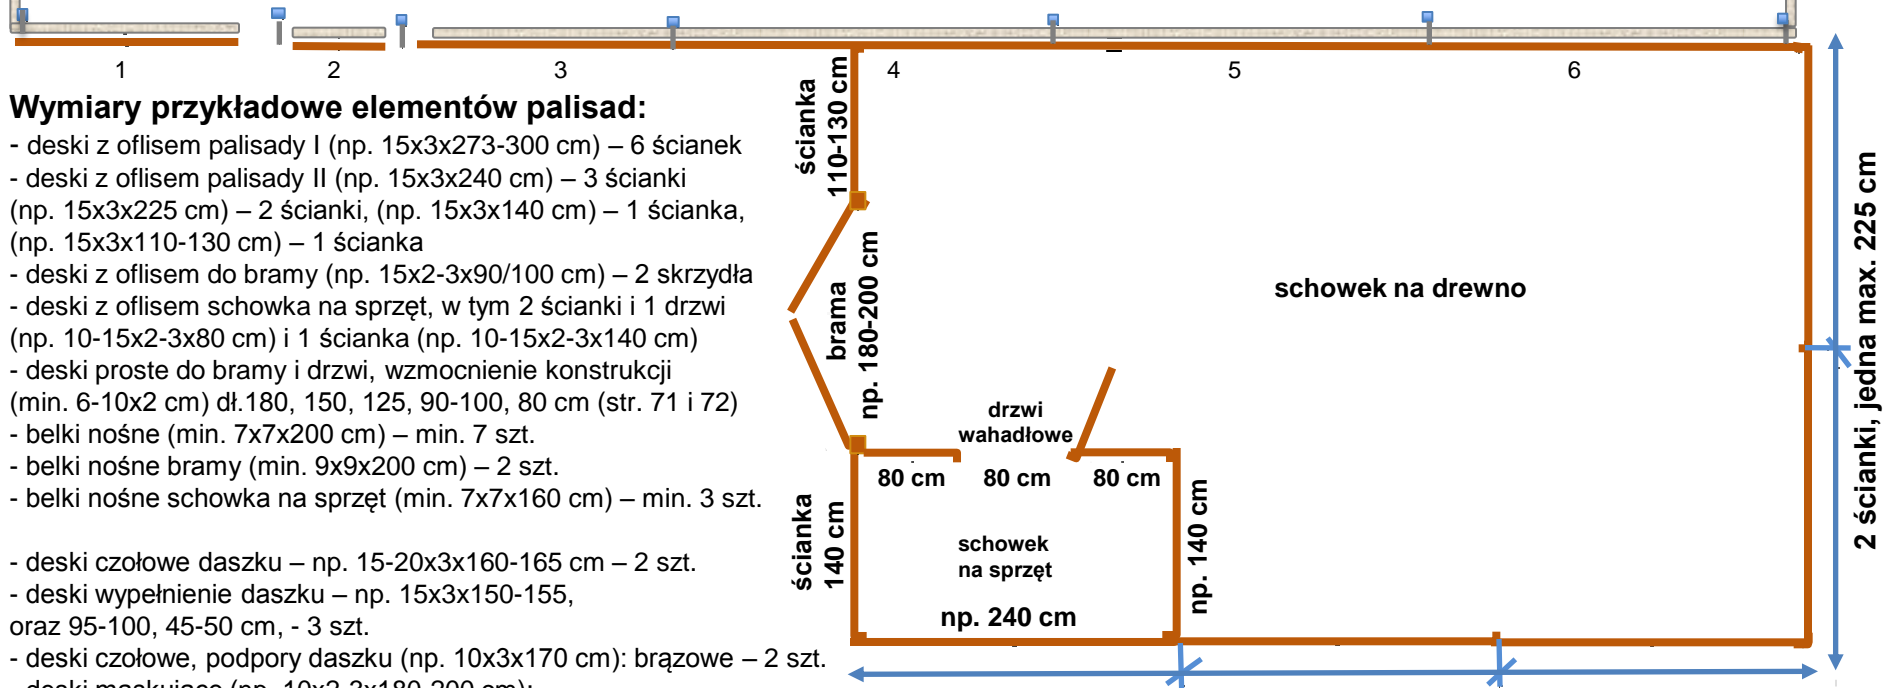 1 2 3 4 5 6
Wymiary przykładowe elementów palisad:
- deski z oflisem palisady I (np. 15x3x273-300 cm) – 6 ścianek
- deski z oflisem palisady II (np. 15x3x240 cm) – 3 ścianki
(np. 15x3x225 cm) – 2 ścianki, (np. 15x3x140 cm) – 1 ścianka,
(np. 15x3x110-130 cm) – 1 ścianka
- deski z oflisem do bramy (np. 15x2-3x90/100 cm) – 2 skrzydła
- deski z oflisem schowka na sprzęt, w tym 2 ścianki i 1 drzwi
(np. 10-15x2-3x80 cm) i 1 ścianka (np. 10-15x2-3x140 cm)
- deski proste do bramy i drzwi, wzmocnienie konstrukcji
(min. 6-10x2 cm) dł.180, 150, 125, 90-100, 80 cm (str. 71 i 72)
- belki nośne (min. 7x7x200 cm) – min. 7 szt.
- belki nośne bramy (min. 9x9x200 cm) – 2 szt.
- belki nośne schowka na sprzęt (min. 7x7x160 cm) – min. 3 szt.
- deski czołowe daszku – np. 15-20x3x160-165 cm – 2 szt.
- deski wypełnienie daszku – np. 15x3x150-155,
oraz 95-100, 45-50 cm, - 3 szt.
- deski czołowe, podpory daszku (np. 10x3x170 cm): brązowe – 2 szt.
- deski maskujące (np. 10x2-3x180-200 cm):
ścianka
110-130 cm
brama
np. 180-200 cm
ścianka
140 cm
schowek na drewno
drzwi
wahadłowe
80 cm 80 cm 80 cm
schowek
na sprzęt
np. 240 cm
np. 140 cm
2 ścianki, jedna max. 225 cm